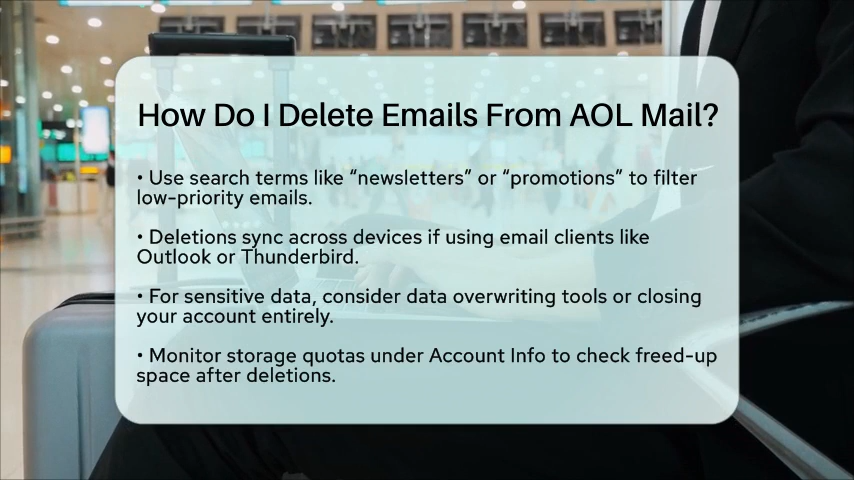 How Do I Delete Emails From AOL Mail?
• Use search terms like “newsletters” or “promotions” to filter
low-priority emails.
• Deletions sync across devices if using email clients like
Outlook or Thunderbird.
• For sensitive data, consider data overwriting tools or closing
your account entirely.
• Monitor storage quotas under Account Info to check freed-up
space after deletions.